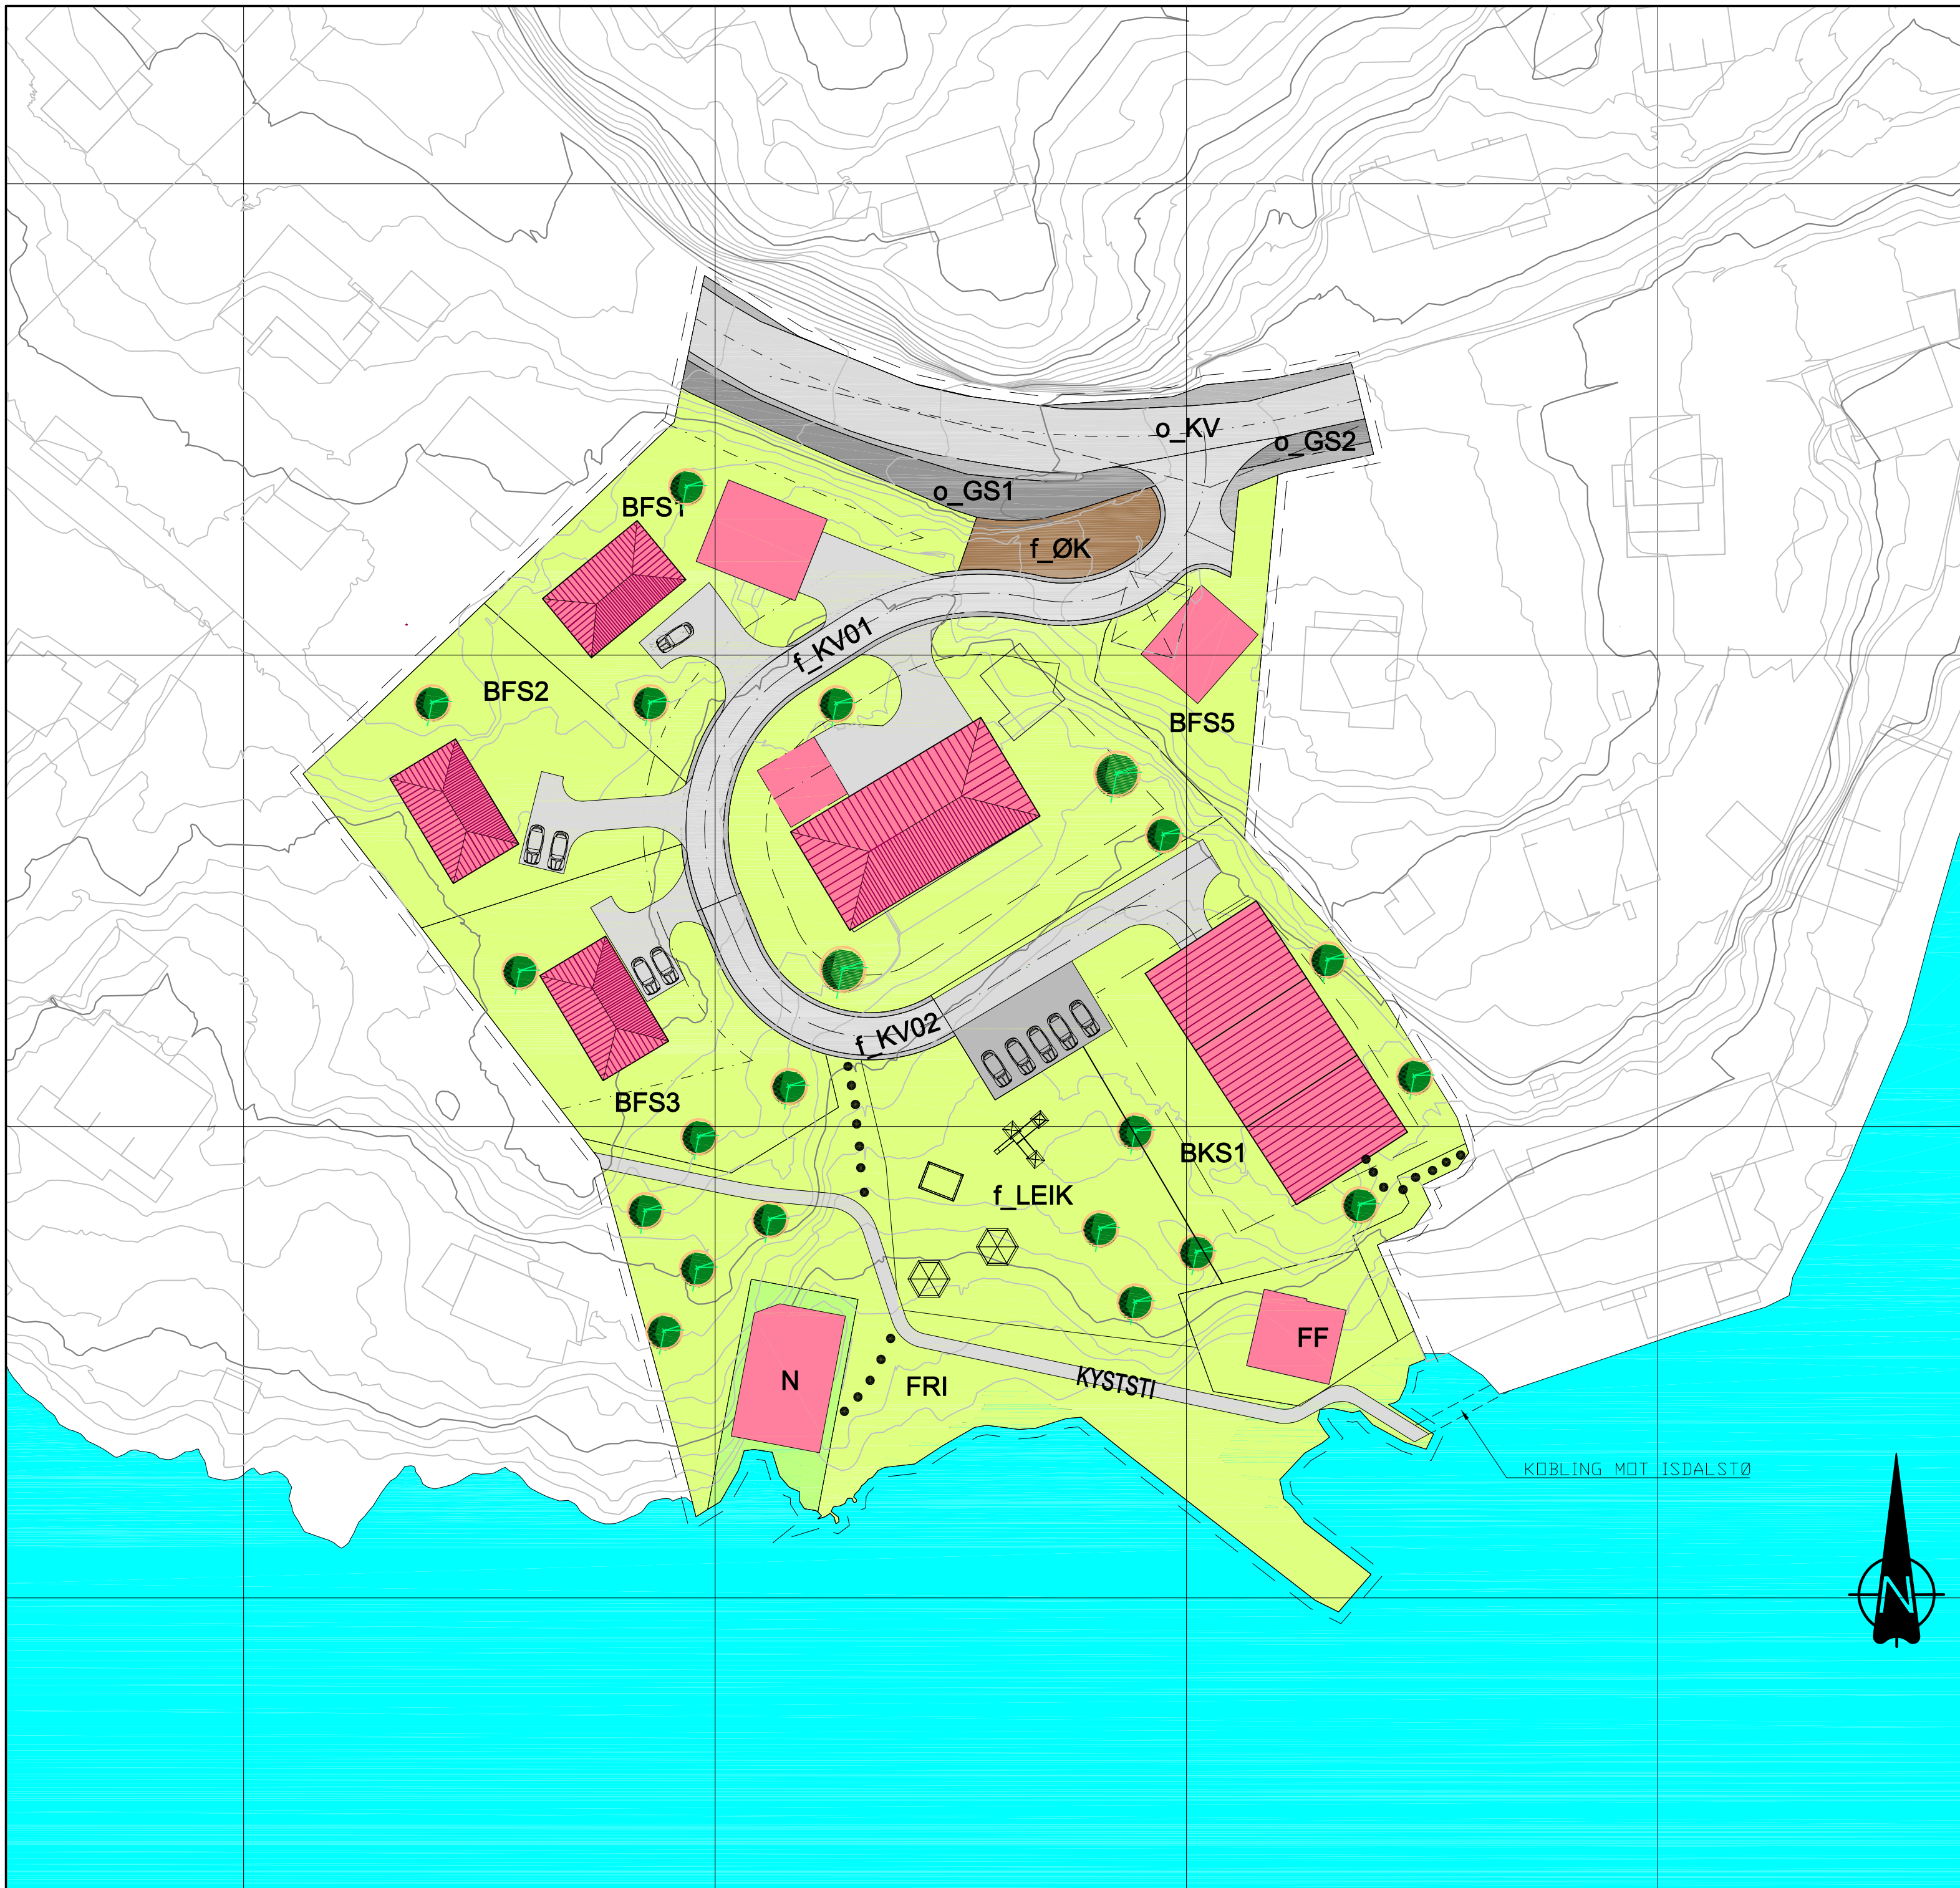 o_KV
o_GS2
o_GS1
BFS1
f_ØK
f_KV01
BFS2
BFS5
f_KV02
BFS3
BKS1
f_LEIK
FF
N
FRI
KYSTSTI
KOBLING MOT ISDALSTØ
N